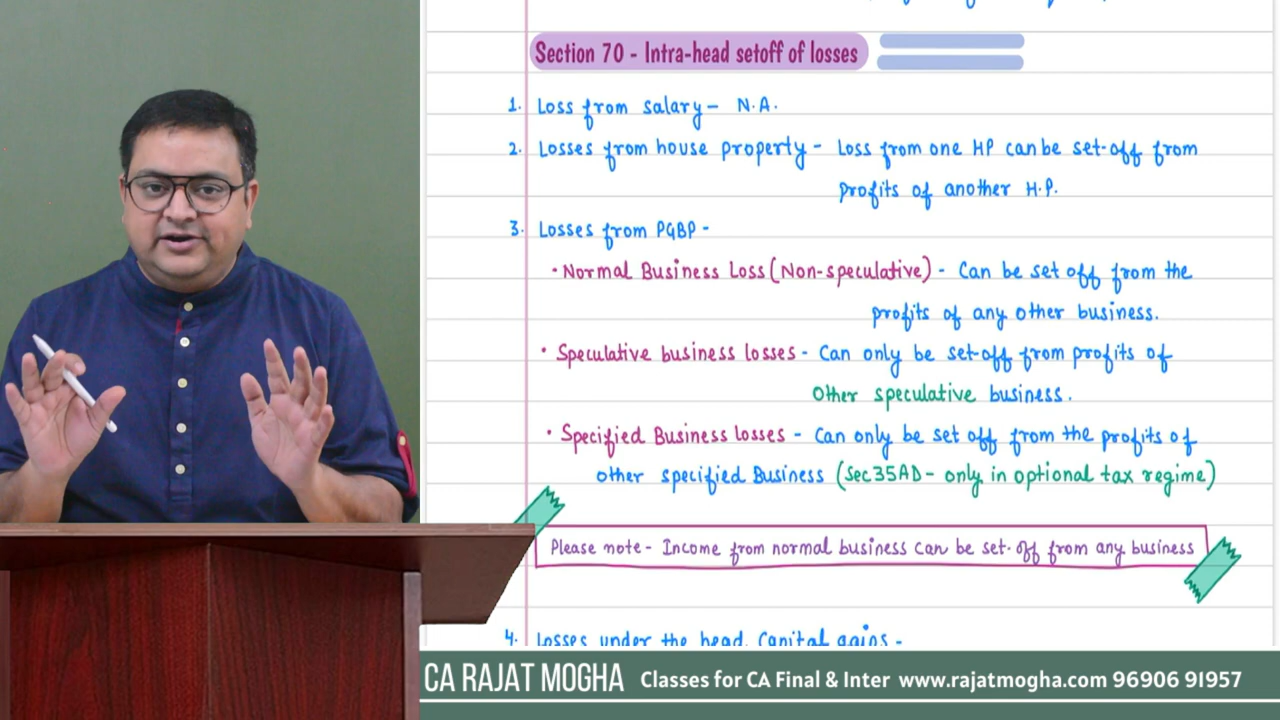 Section 70 - Intra-head setoff of losses
1. Loss from salary - N.A.
2. Losses from house property - Loss from one HP can be set-off from
profits of another H.P.
3. Losses from PGBP -
• Normal Business Loss (Non-speculative) - Can be set off from the
profits of any other business.
• Speculative business losses - Can only be set-off from profits of
Other speculative business.
• Specified Business losses - Can only be set off from the profits of
other specified Business (Sec 35AD - only in optional tax regime)
Please note - Income from normal business can be set-off from any business
4. Losses under the head, Capital gains -
CA RAJAT MOGHA Classes for CA Final & Inter www.rajatmogha.com 96906 91957